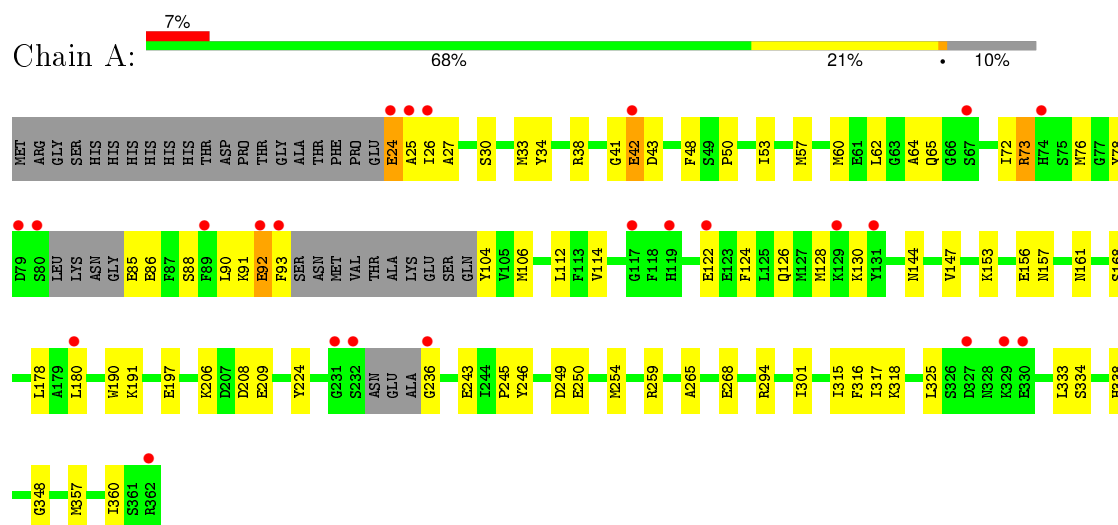 7%
Chain A:
68% 21% • 10%
MET ARG GLY SER HIS HIS HIS HIS HIS HIS THR ASP PRO THR GLY ALA THR PHE PRO GLU E24 A25 I26 A27 S30 M33 Y34 R38 G41 E42 D43 F48 S49 P50 I53 M57 M60 E61 L62 G63 A64 Q65 G66 S67 I72 R73 H74 S75 M76 G77 Y78
D79 S80 LEU LYS ASN GLY E85 E86 F87 S88 F89 L90 K91 E92 F93 SER ASN MET VAL THR ALA LYS GLU SER GLN Y104 V105 M106 L112 F113 V114 G117 F118 H119 E122 E123 F124 L125 Q126 M127 M128 K129 K130 Y131 N144 V147 K153 E156 N157 N161 S168
L178 A179 L180 W190 K191 E197 K206 D207 D208 E209 Y224 G231 S232 ASN GLU ALA G236 E243 I244 P245 Y246 D249 E250 M254 R259 A265 E268 R294 I301 I315 F316 I317 K318 L325 S326 D327 N328 K329 E330 L333 S334 H338
G348 M357 I360 S361 R362